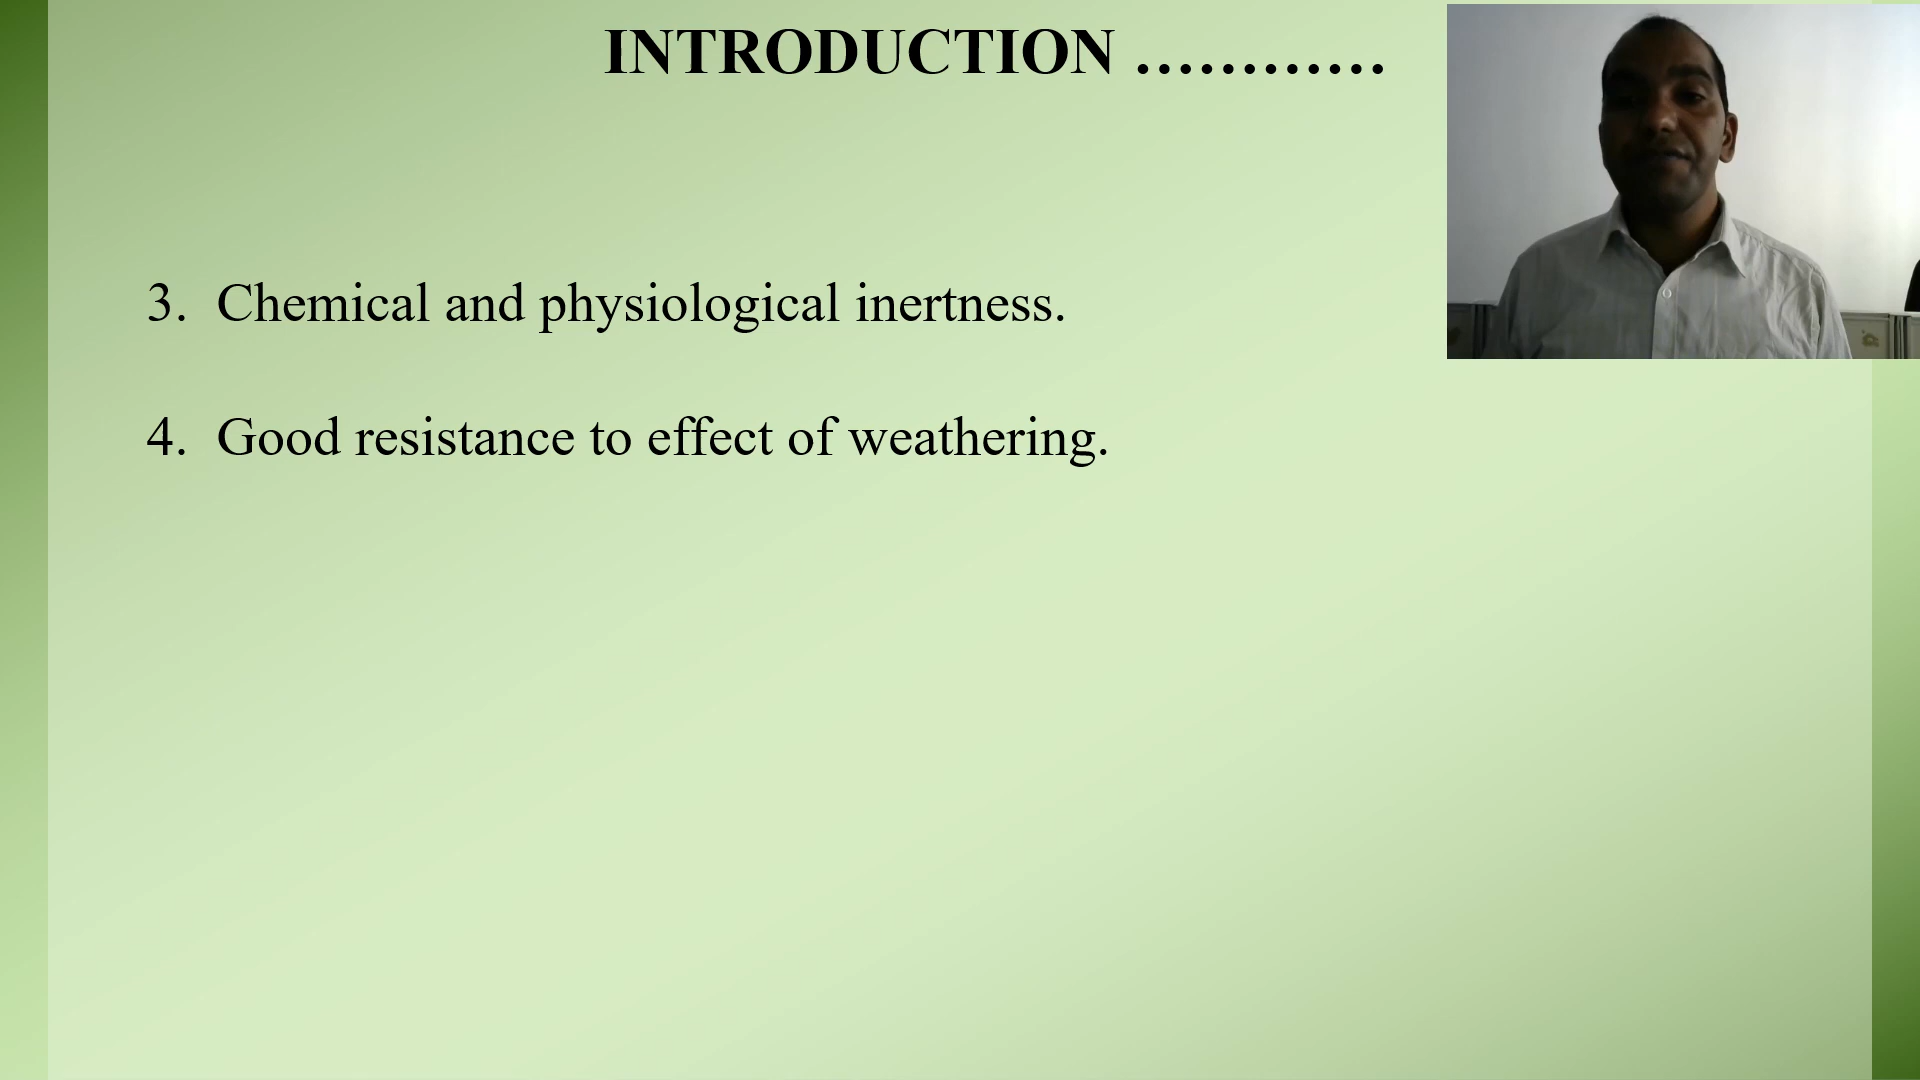 INTRODUCTION …………
3. Chemical and physiological inertness.
4. Good resistance to effect of weathering.